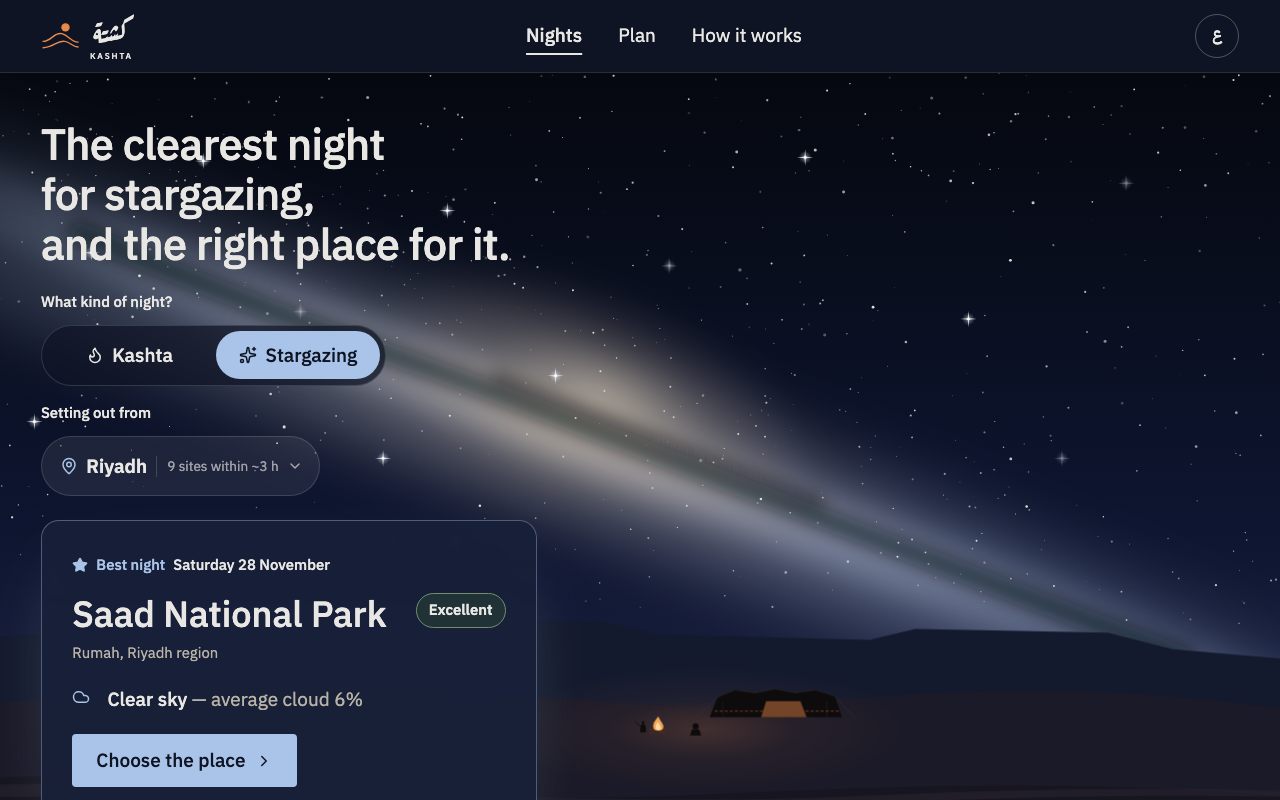 كشتة
KASHTA
Nights
Plan
How it works
ع
The clearest night
for stargazing,
and the right place for it.
What kind of night?
Kashta
Stargazing
Setting out from
Riyadh
9 sites within ~3 h
Best night Saturday 28 November
Saad National Park
Excellent
Rumah, Riyadh region
Clear sky — average cloud 6%
Choose the place